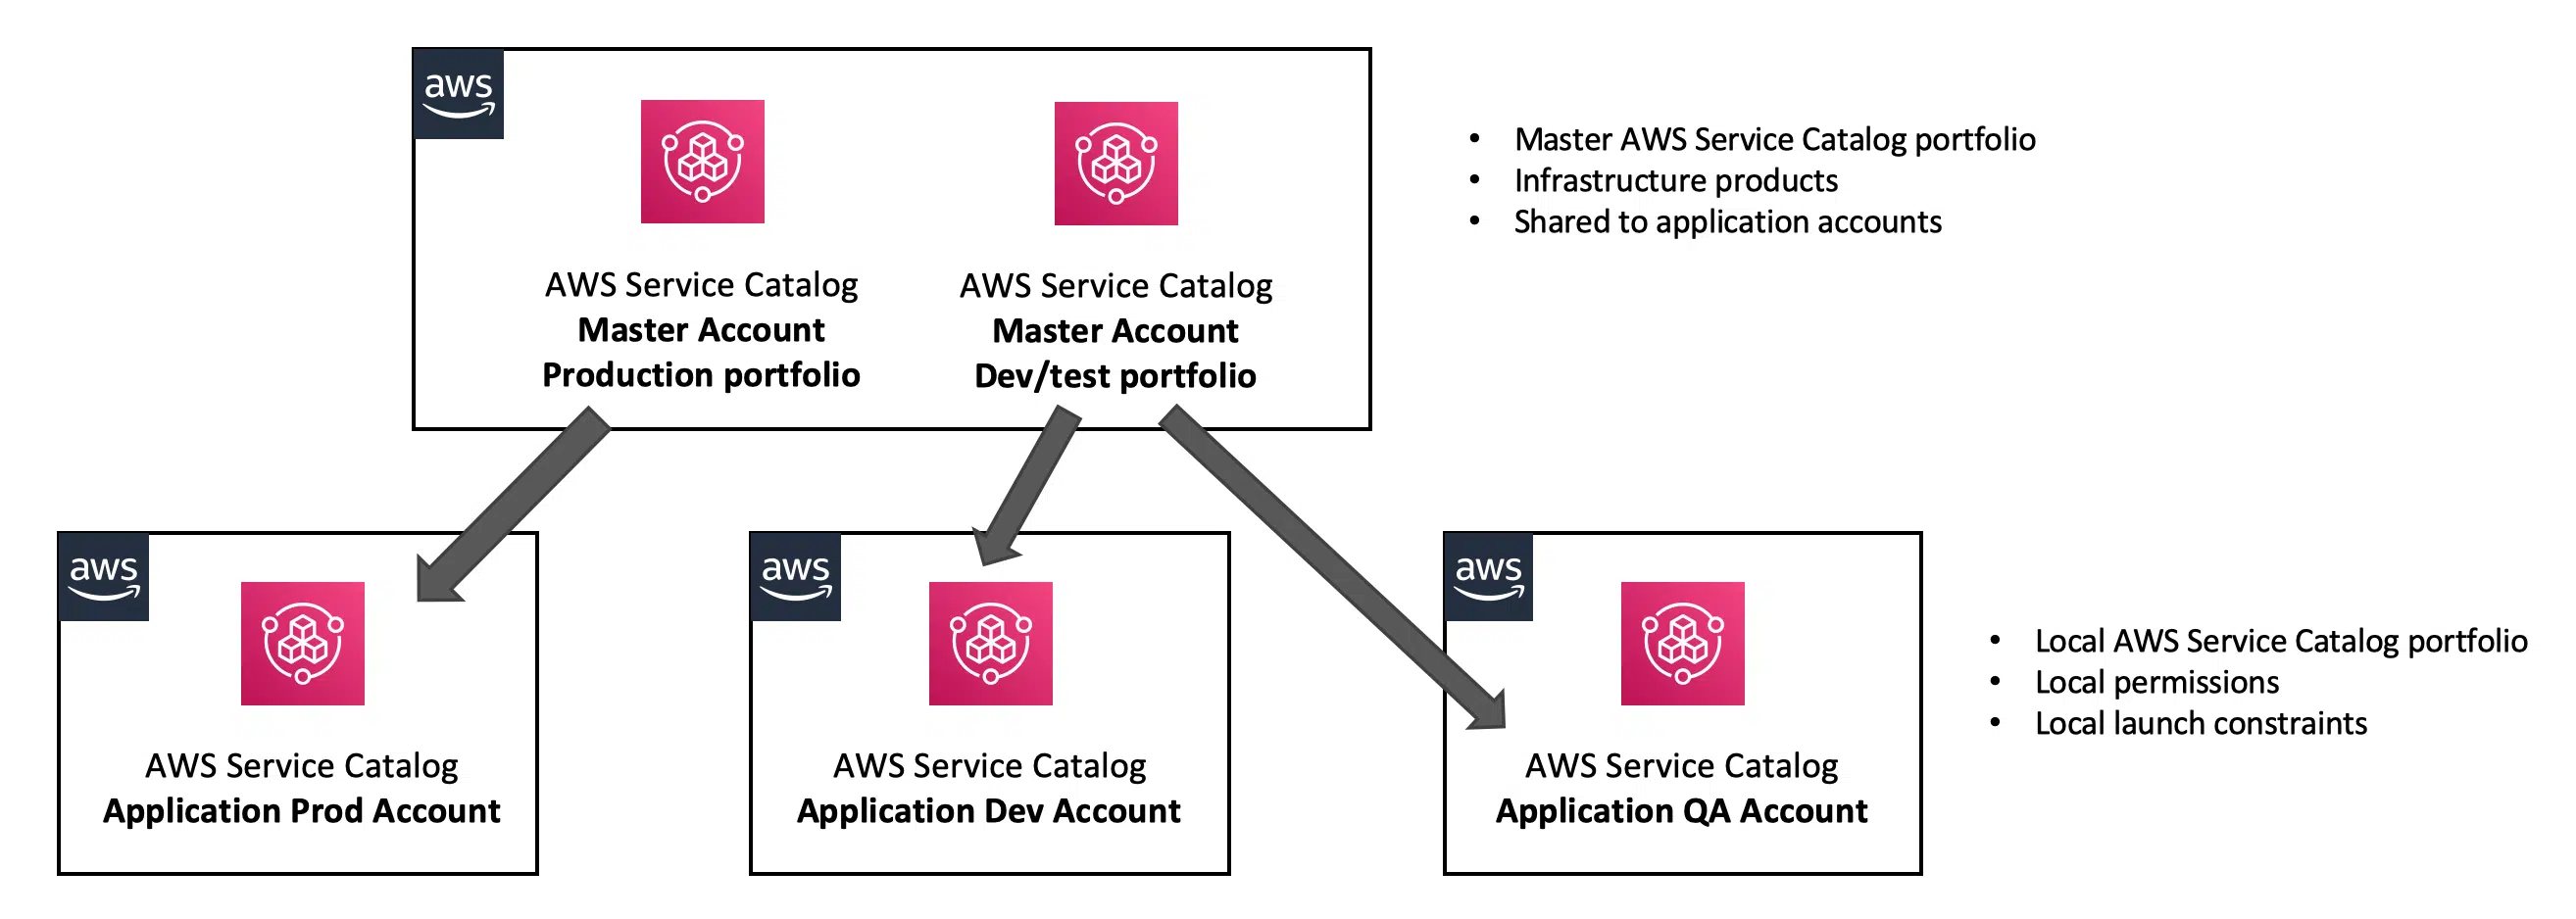 aws
AWS Service Catalog
Master Account
Production portfolio
AWS Service Catalog
Master Account
Dev/test portfolio
• Master AWS Service Catalog portfolio
• Infrastructure products
• Shared to application accounts
aws
AWS Service Catalog
Application Prod Account
aws
AWS Service Catalog
Application Dev Account
aws
AWS Service Catalog
Application QA Account
• Local AWS Service Catalog portfolio
• Local permissions
• Local launch constraints